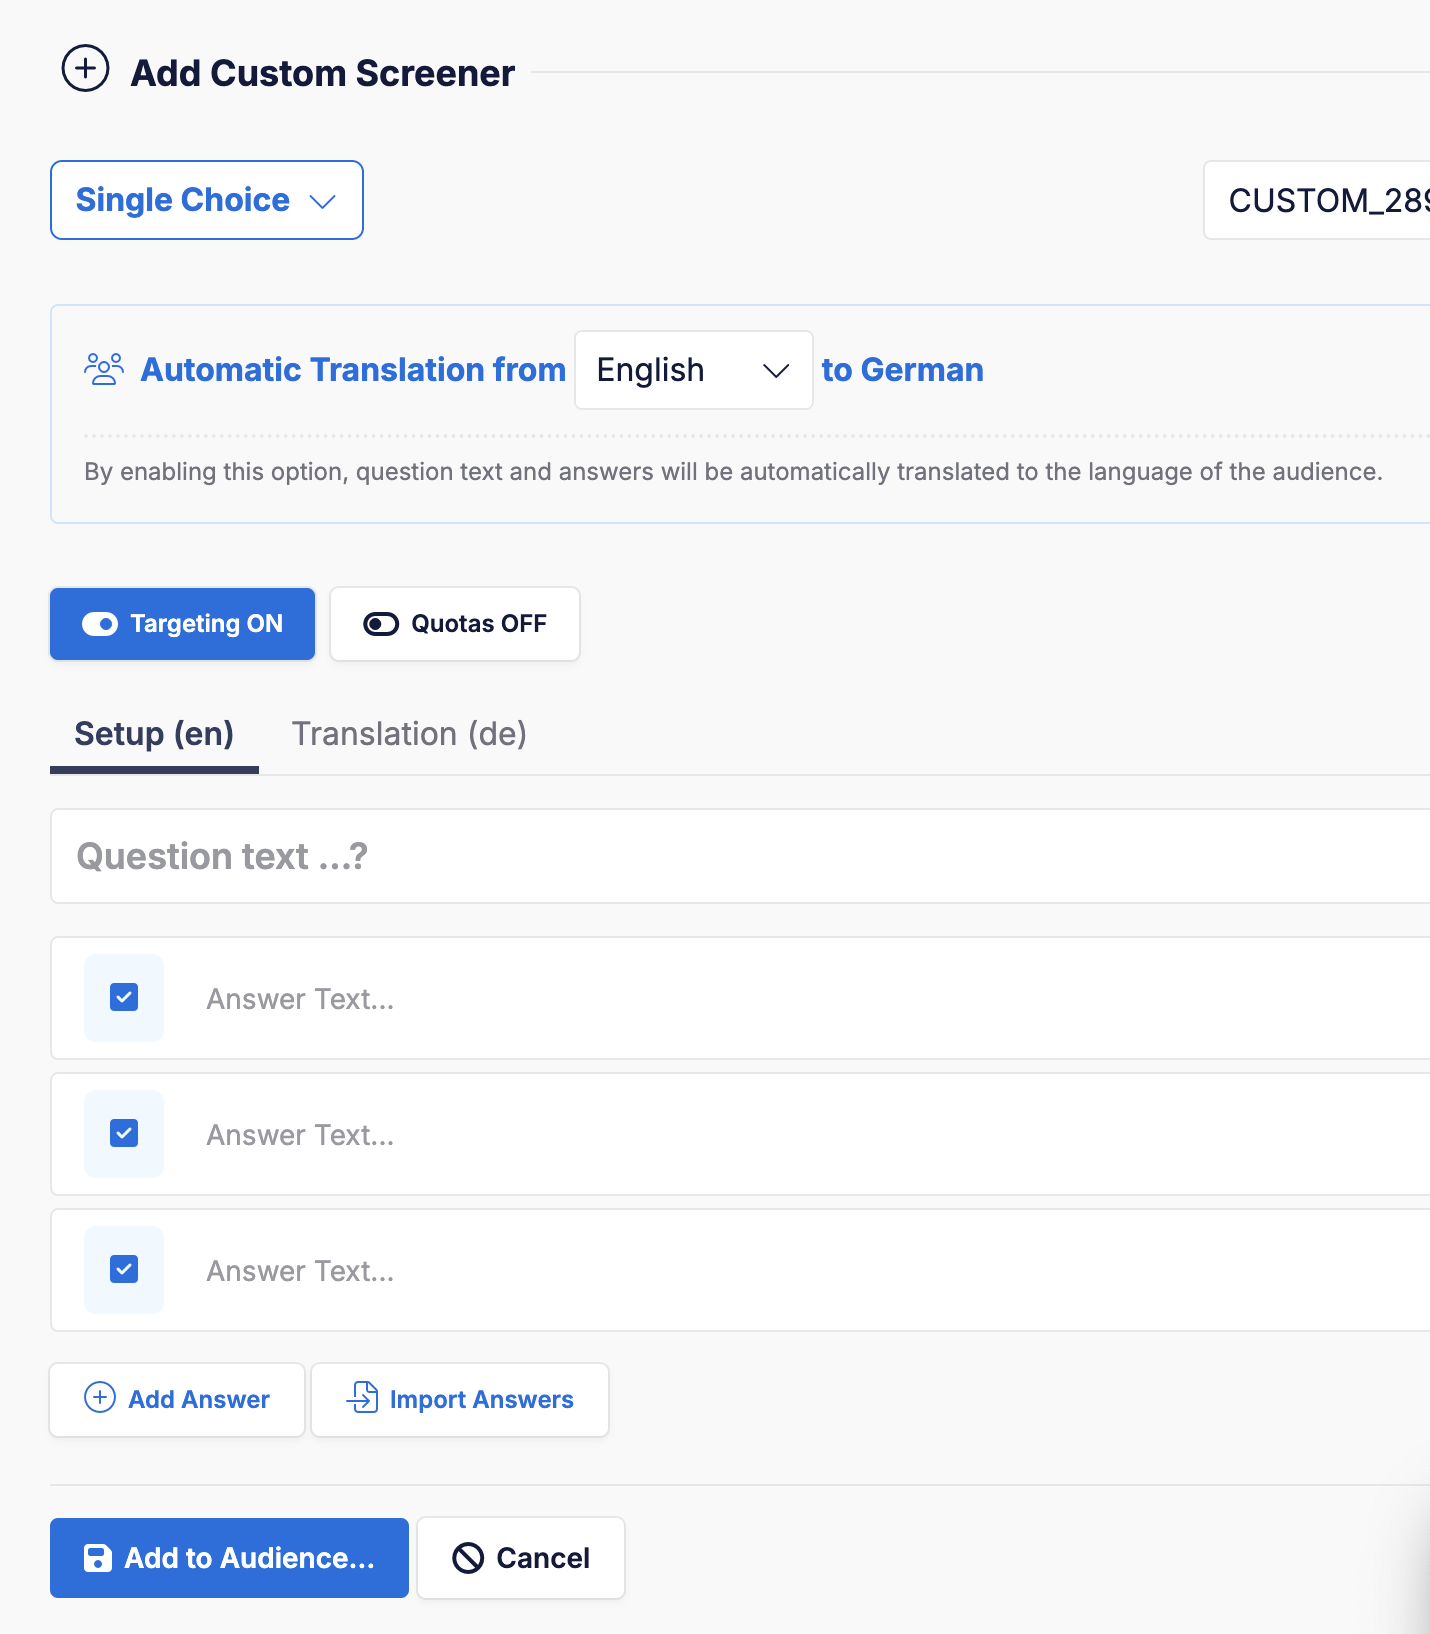 Add Custom Screener
Single Choice
CUSTOM_289
Automatic Translation from English to German
By enabling this option, question text and answers will be automatically translated to the language of the audience.
Targeting ON Quotas OFF
Setup (en) Translation (de)
Question text ...?
Answer Text...
Answer Text...
Answer Text...
Add Answer Import Answers
Add to Audience... Cancel